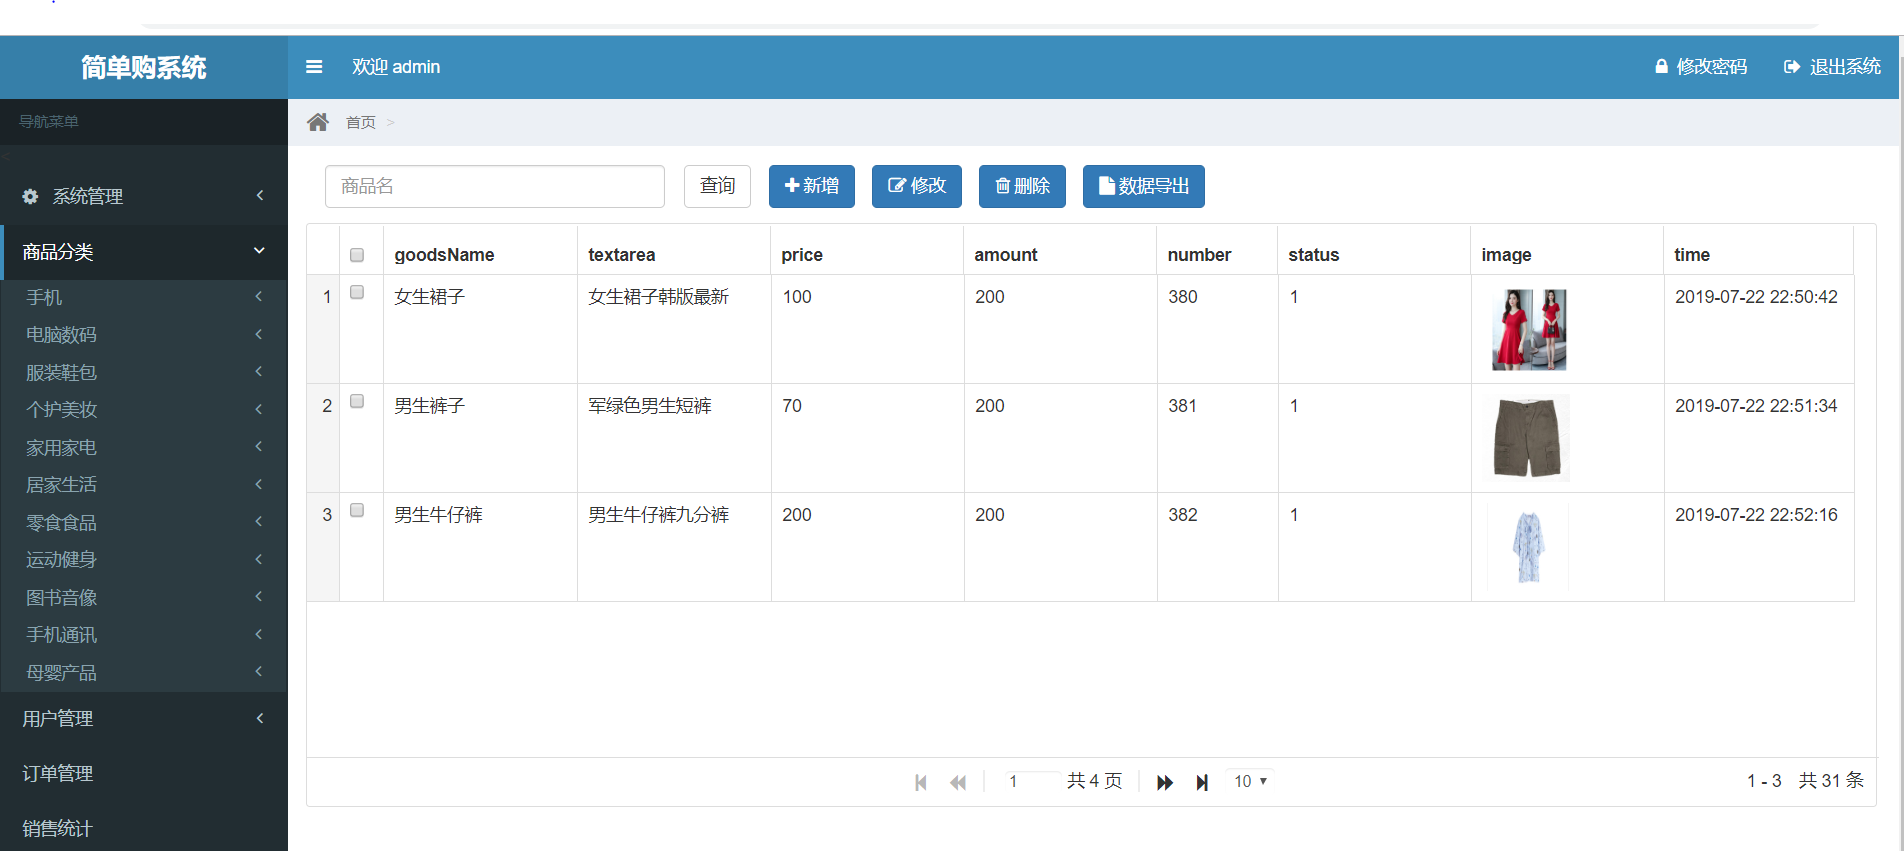 简单购系统
欢迎 admin
修改密码
退出系统
导航菜单
首页 >
<
系统管理
商品分类
手机
电脑数码
服装鞋包
个护美妆
家用家电
居家生活
零食食品
运动健身
图书音像
手机通讯
母婴产品
用户管理
订单管理
销售统计
商品名
查询
新增
修改
删除
数据导出
goodsName textarea price amount number status image time
1 女生裙子 女生裙子韩版最新 100 200 380 1 2019-07-22 22:50:42
2 男生裤子 军绿色男生短裤 70 200 381 1 2019-07-22 22:51:34
3 男生牛仔裤 男生牛仔裤九分裤 200 200 382 1 2019-07-22 22:52:16
1 共 4 页 10 1 - 3 共 31 条